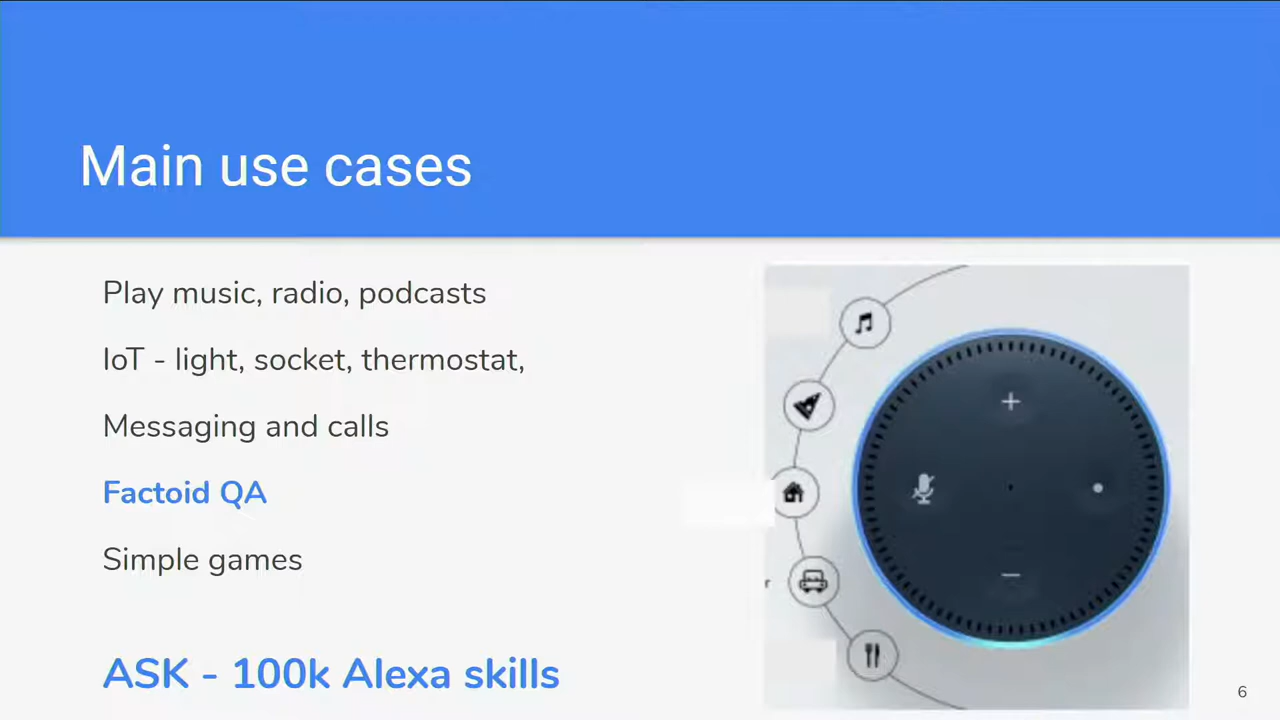 Main use cases
Play music, radio, podcasts
IoT - light, socket, thermostat,
Messaging and calls
Factoid QA
Simple games
r
ASK - 100k Alexa skills
6